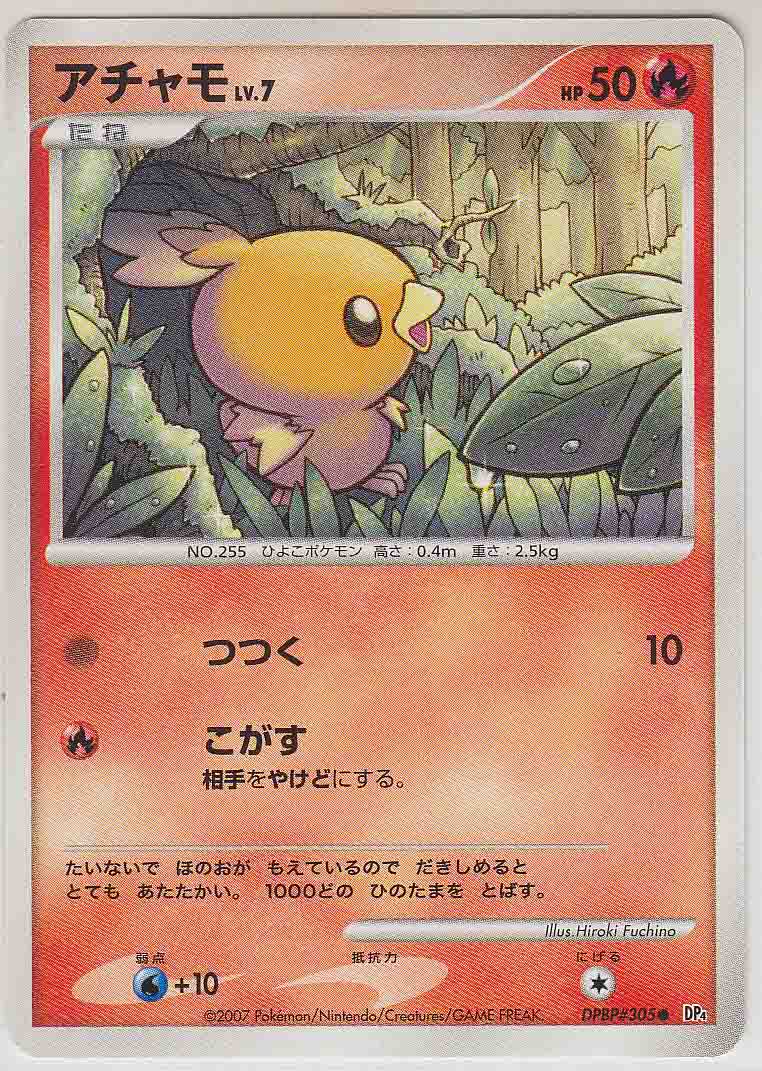 アチャモ LV.7 HP 50
たね
NO.255 ひよこポケモン 高さ：0.4m 重さ：2.5kg
つつく 10
こがす
相手をやけどにする。
たいないで ほのおが もえているので だきしめると
とても あたたかい。 1000どの ひのたまを とばす。
Illus.Hiroki Fuchino
弱点 抵抗力 にげる
+10
©2007 Pokémon/Nintendo/Creatures/GAME FREAK. DPBP#305 DP4